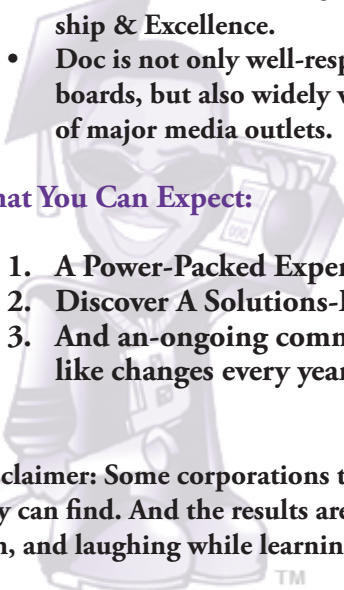 ship & Excellence.
• Doc is not only well-resp
boards, but also widely v
of major media outlets.
hat You Can Expect:
1. A Power-Packed Exper
2. Discover A Solutions-
3. And an-ongoing comm
like changes every year
sclaimer: Some corporations t
y can find. And the results are
n, and laughing while learnin
TM